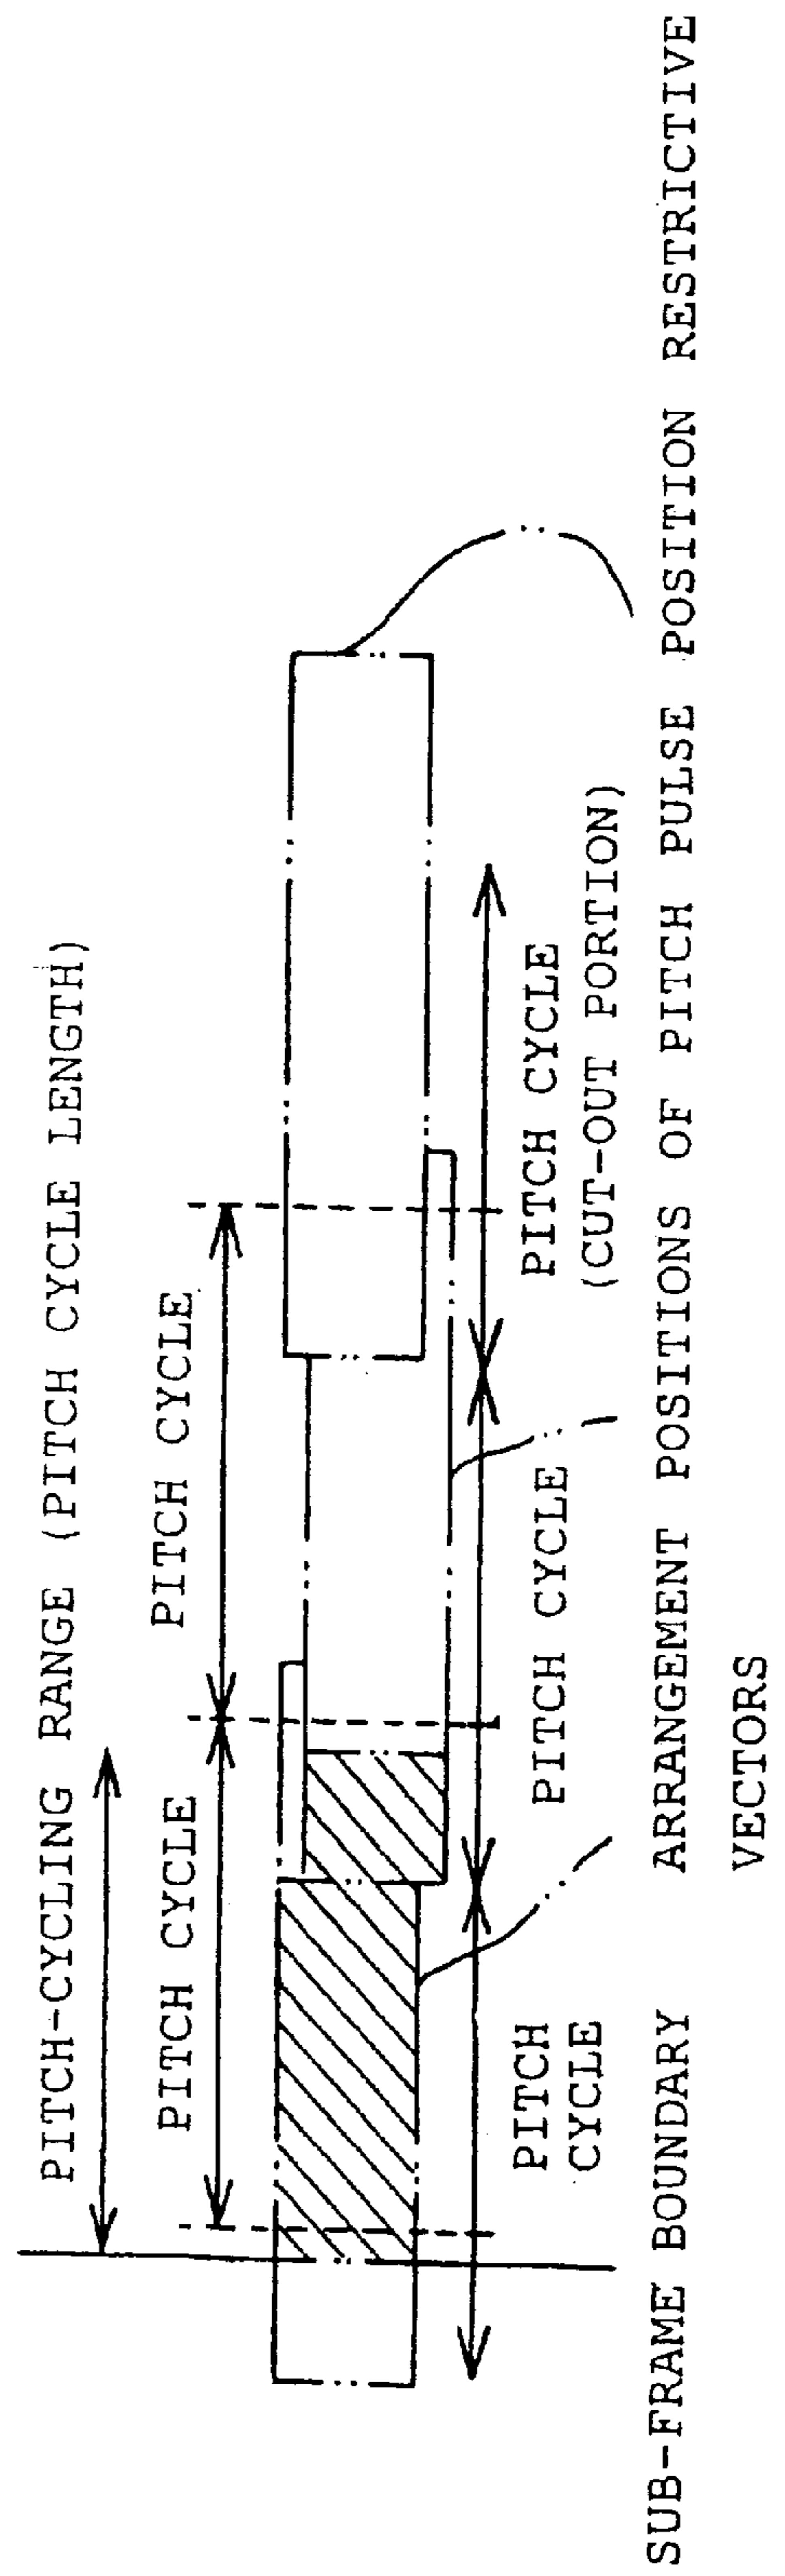 PITCH-CYCLING RANGE (PITCH CYCLE LENGTH)
PITCH CYCLE
PITCH CYCLE
PITCH
CYCLE
PITCH CYCLE
PITCH CYCLE
(CUT-OUT PORTION)
SUB-FRAME BOUNDARY
ARRANGEMENT POSITIONS OF PITCH PULSE POSITION RESTRICTIVE
VECTORS